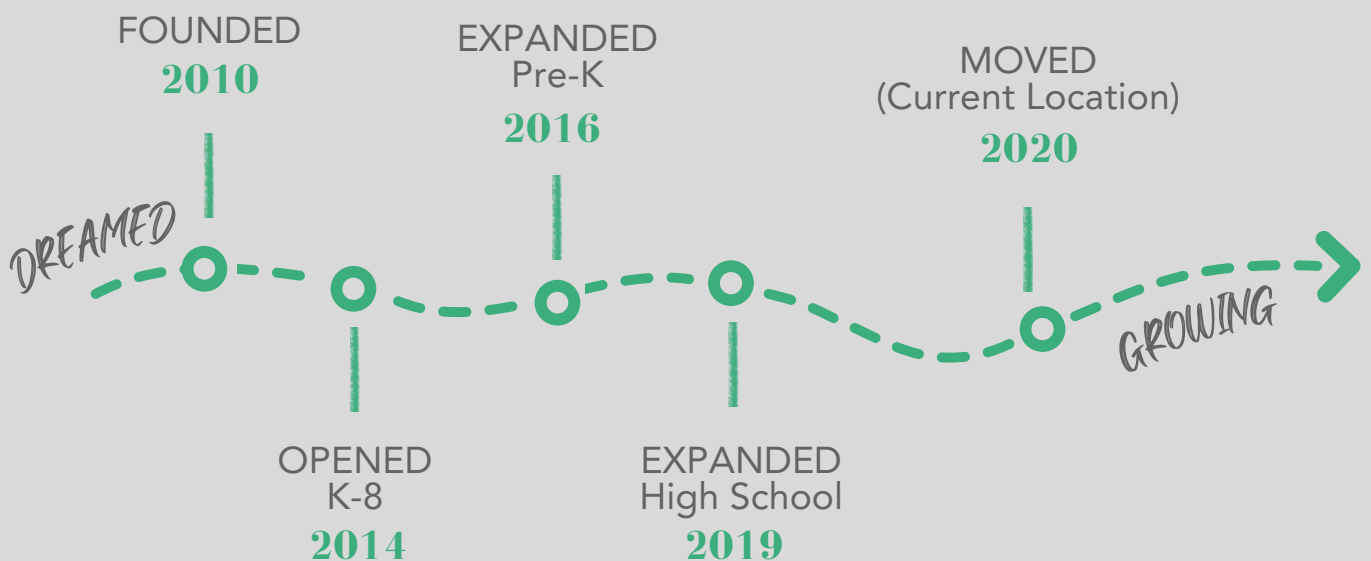 DREAMED
FOUNDED
2010
OPENED
K-8
2014
EXPANDED
Pre-K
2016
EXPANDED
High School
2019
MOVED
(Current Location)
2020
GROWING